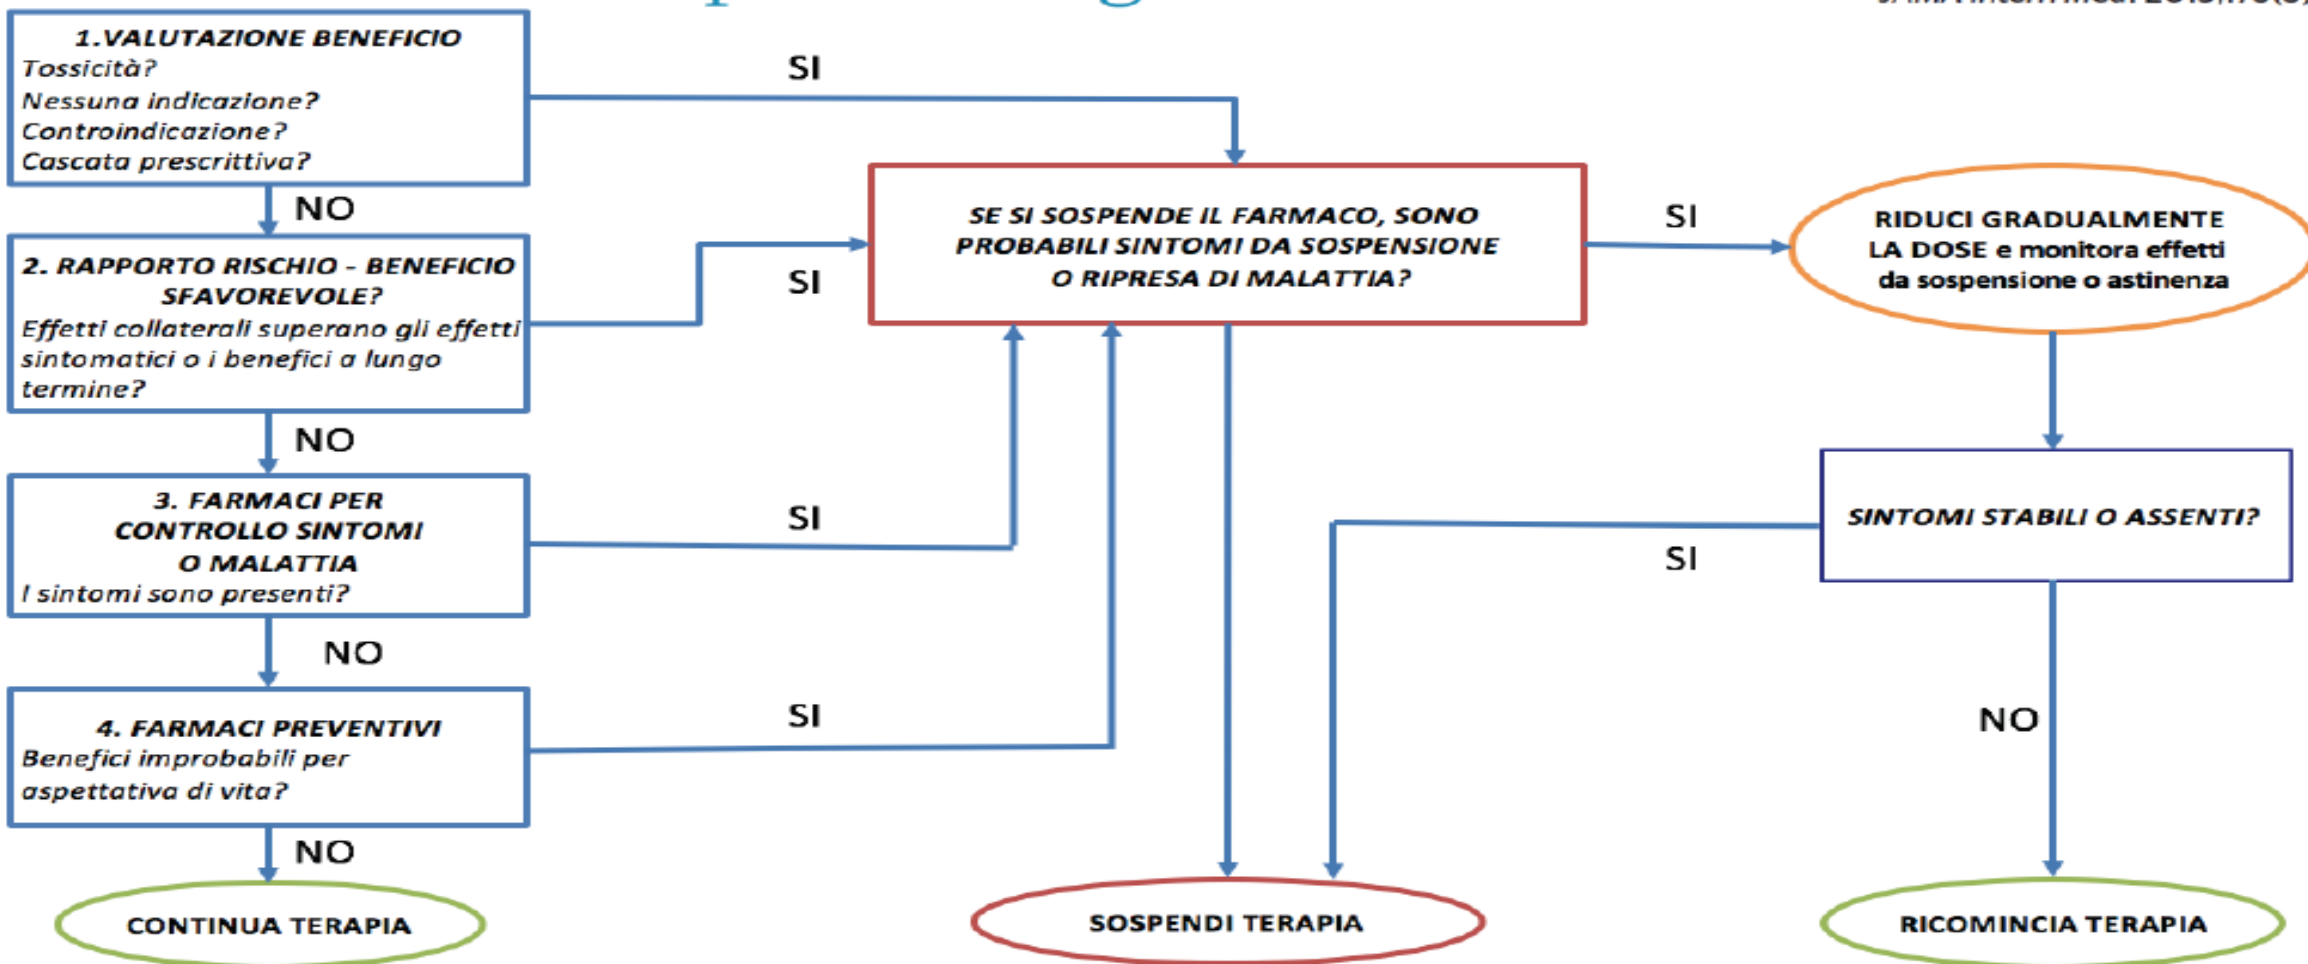 1.VALUTAZIONE BENEFICIO
Tossicità?
Nessuna indicazione?
Controindicazione?
Cascata prescrittiva?
SI
NO
2. RAPPORTO RISCHIO - BENEFICIO
SFAVOREVOLE?
Effetti collaterali superano gli effetti
sintomatici o i benefici a lungo
termine?
SI
NO
3. FARMACI PER
CONTROLLO SINTOMI
O MALATTIA
I sintomi sono presenti?
SI
NO
4. FARMACI PREVENTIVI
Benefici improbabili per
aspettativa di vita?
SI
NO
CONTINUA TERAPIA
SE SI SOSPENDE IL FARMACO, SONO
PROBABILI SINTOMI DA SOSPENSIONE
O RIPRESA DI MALATTIA?
SI
RIDUCI GRADUALMENTE
LA DOSE e monitora effetti
da sospensione o astinenza
SINTOMI STABILI O ASSENTI?
SI
NO
SOSPENDI TERAPIA
RICOMINCIA TERAPIA